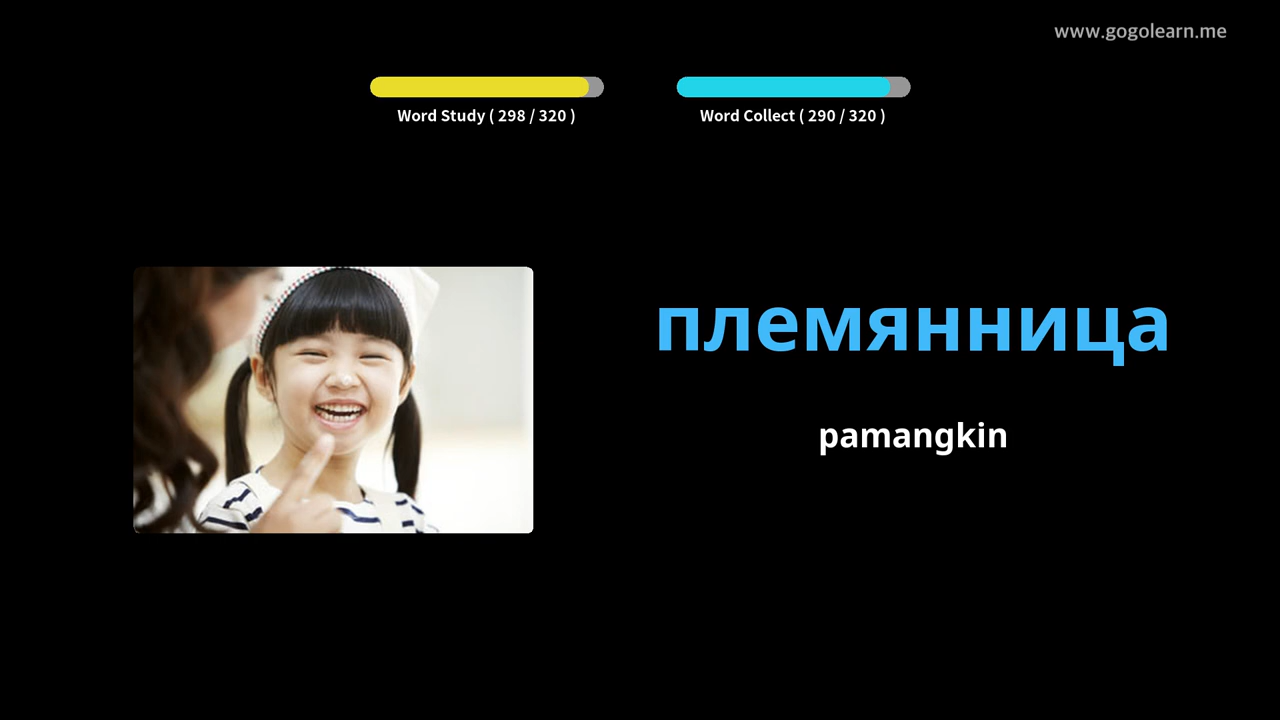 www.gogolearn.me
Word Study ( 298 / 320 )
Word Collect ( 290 / 320 )
племянница
pamangkin